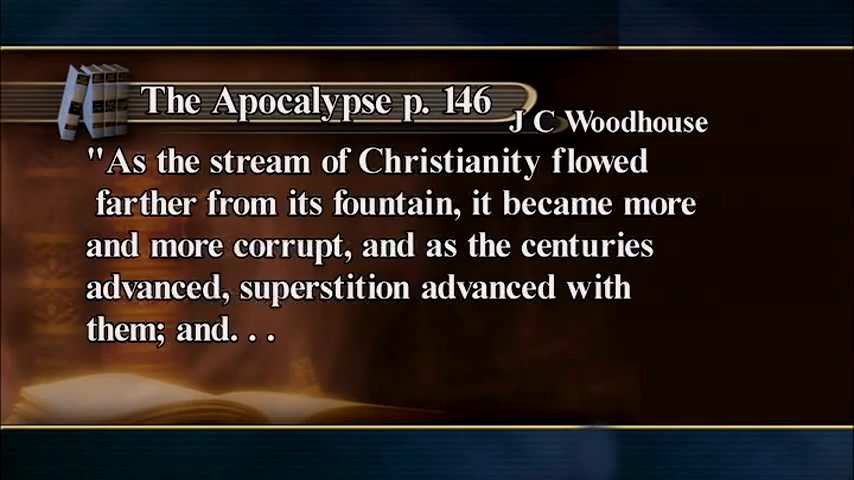 The Apocalypse p. 146
J C Woodhouse
"As the stream of Christianity flowed
farther from its fountain, it became more
and more corrupt, and as the centuries
advanced, superstition advanced with
them; and. . .